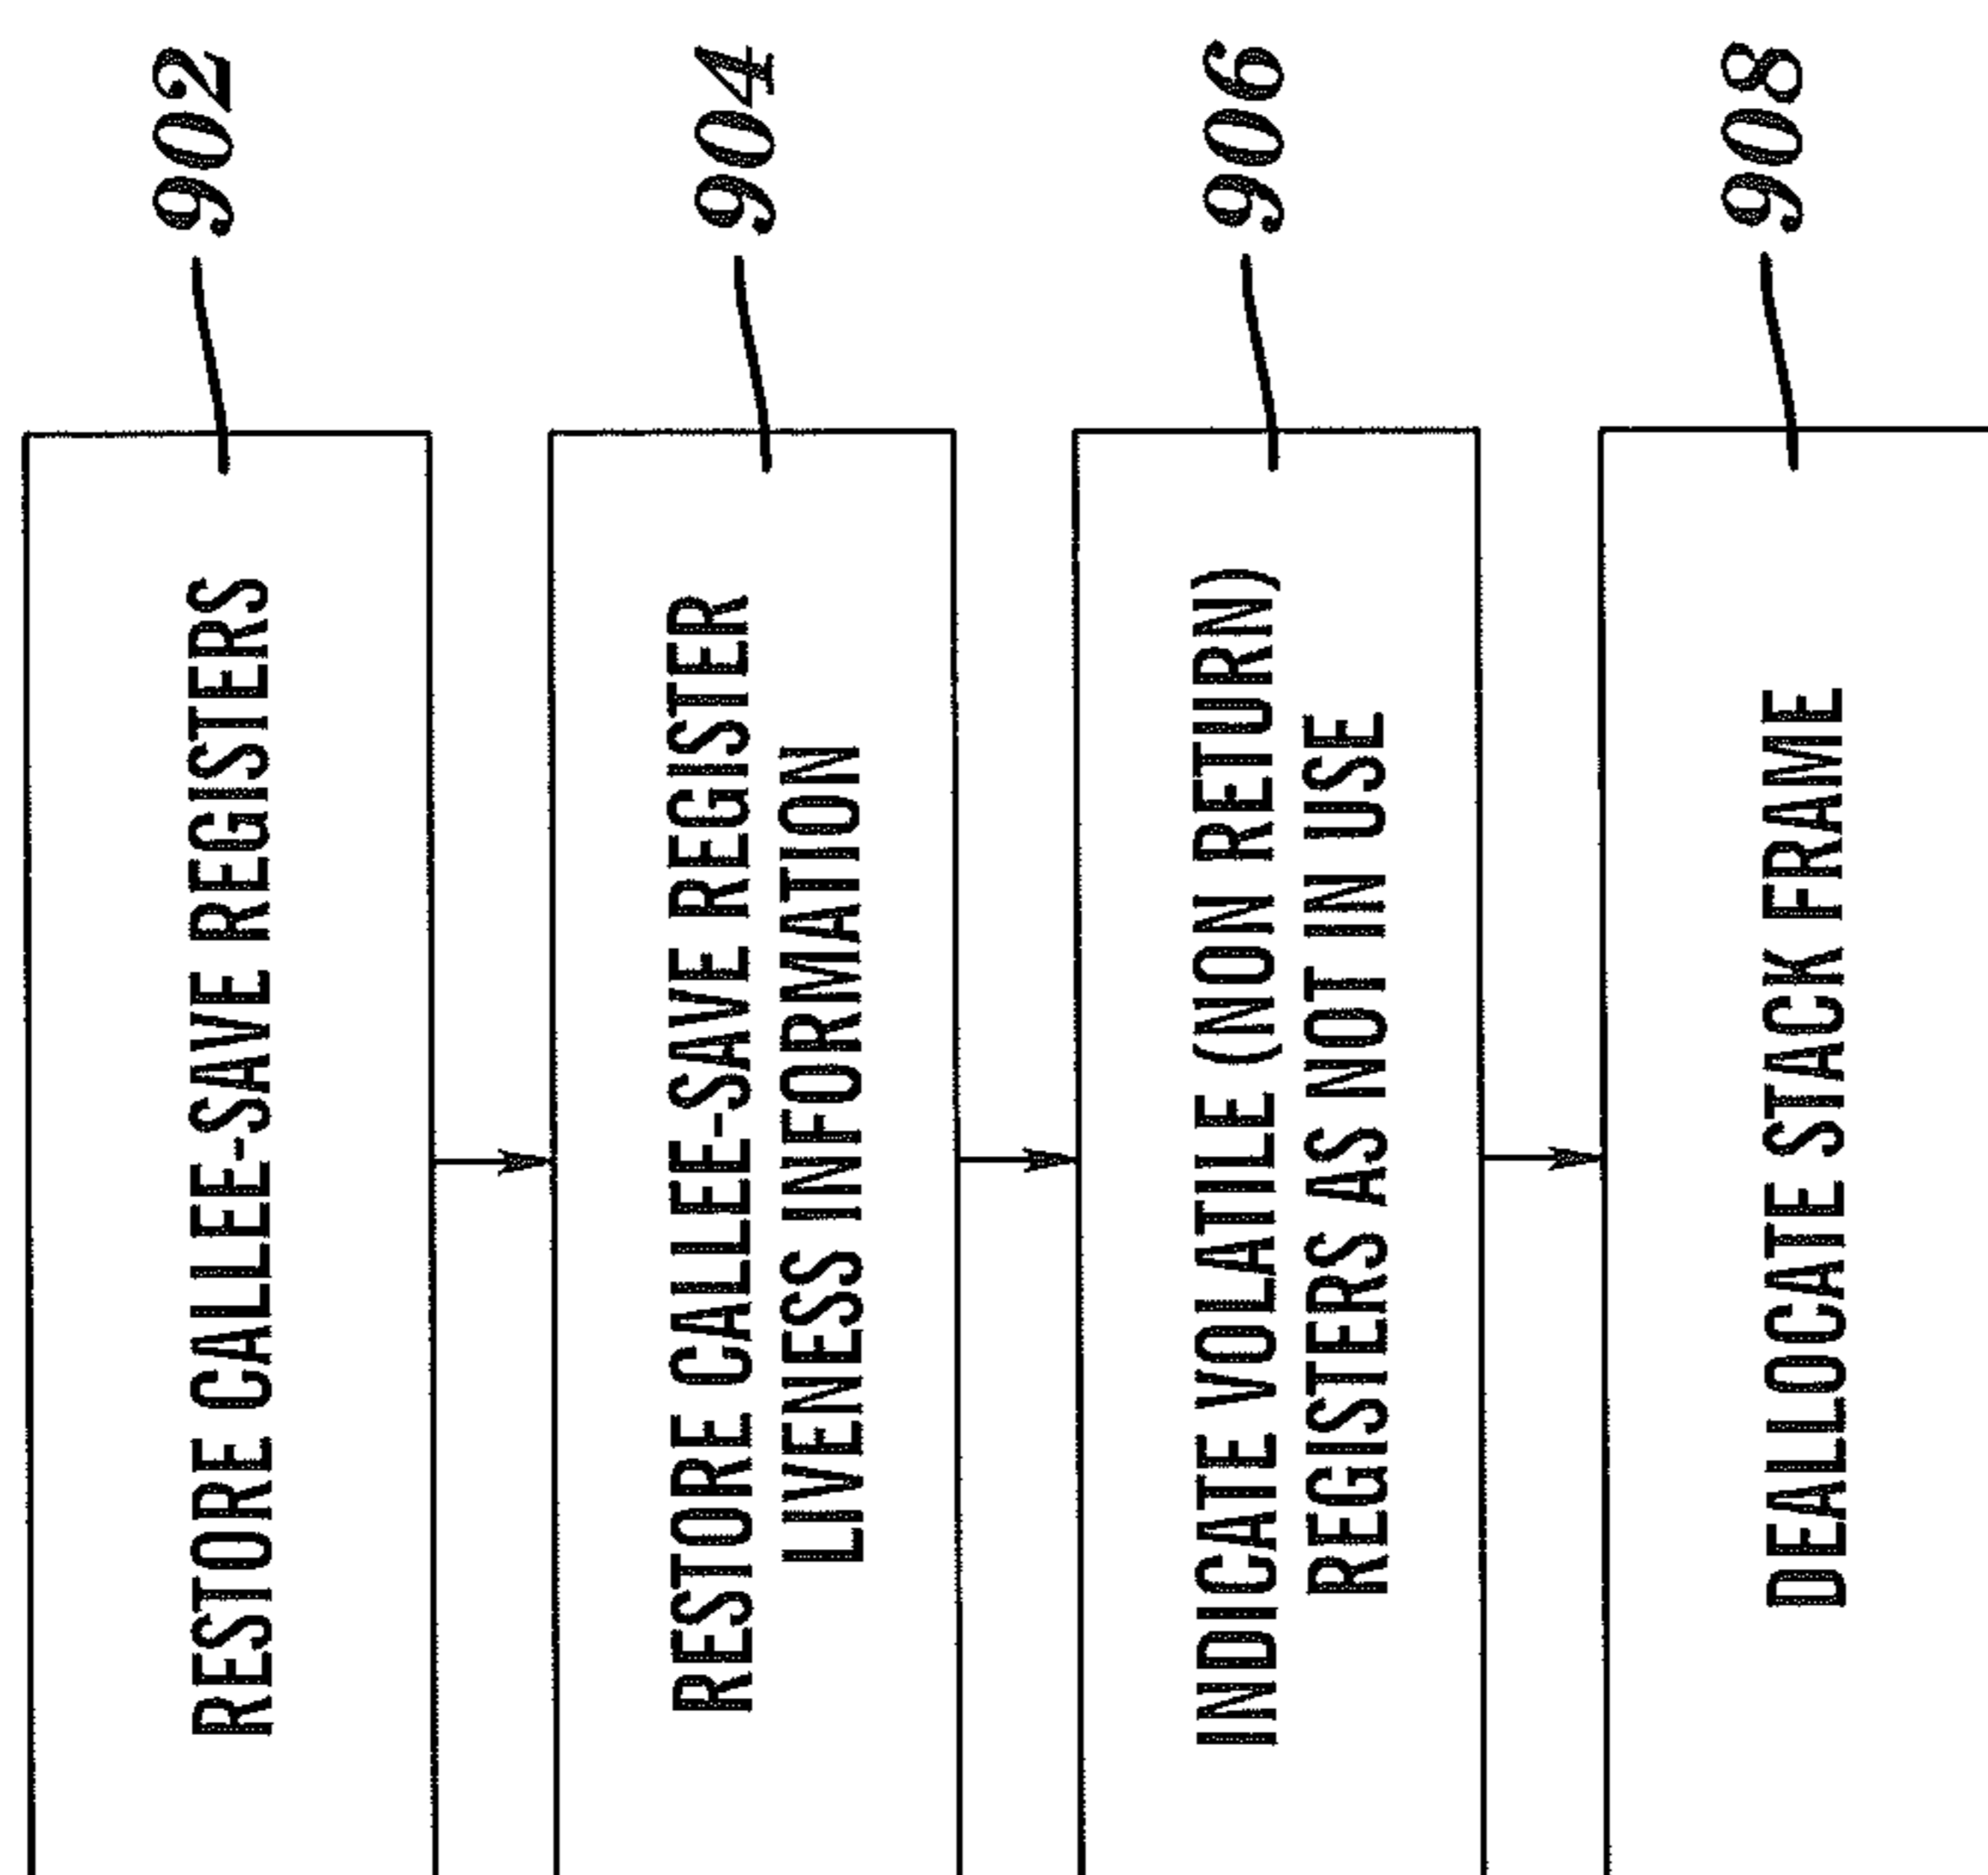 RESTORE CALLEE-SAVE REGISTERS
902
RESTORE CALLEE-SAVE REGISTER
LIVENESS INFORMATION
904
INDICATE VOLATILE (NON RETURN)
REGISTERS AS NOT IN USE
906
DEALLOCATE STACK FRAME
908